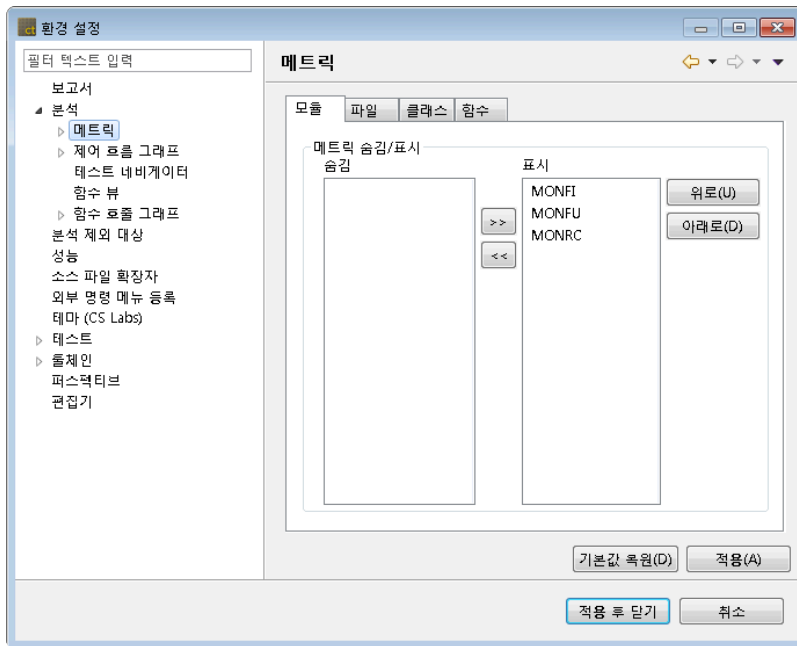 ct 환경 설정
필터 텍스트 입력
보고서
분석
메트릭
제어 흐름 그래프
테스트 네비게이터
함수 뷰
함수 호출 그래프
분석 제외 대상
성능
소스 파일 확장자
외부 명령 메뉴 등록
테마 (CS Labs)
테스트
툴체인
퍼스펙티브
편집기
메트릭
모듈 파일 클래스 함수
메트릭 숨김/표시
숨김 표시
MONFI
MONFU
MONRC
>>
<<
위로(U)
아래로(D)
기본값 복원(D) 적용(A)
적용 후 닫기 취소